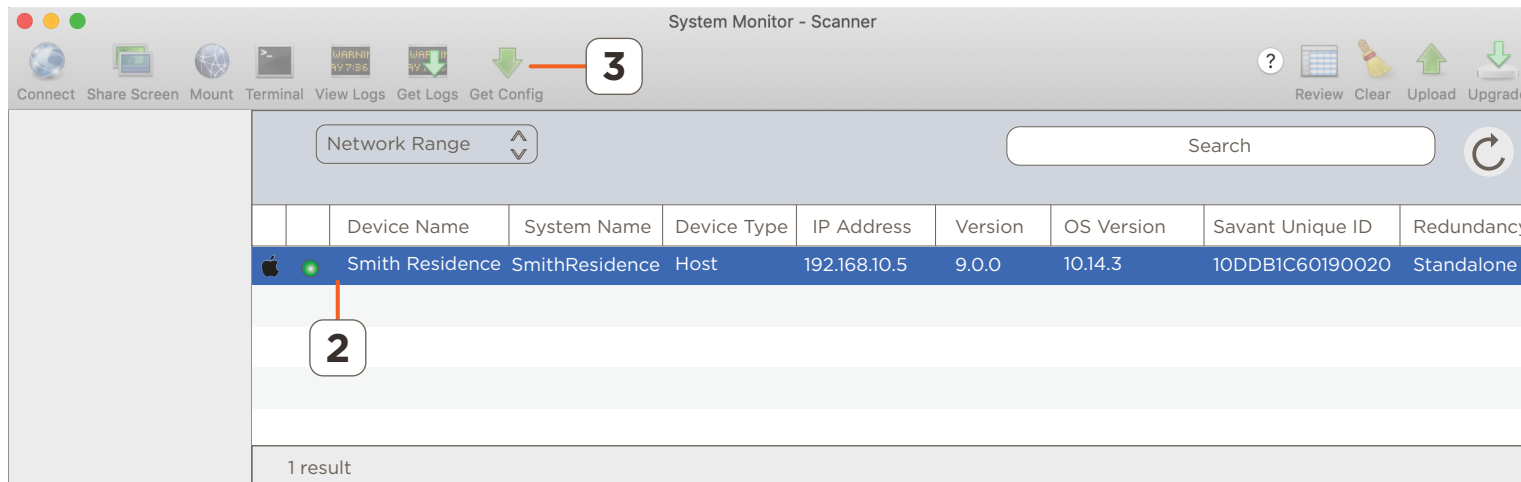 System Monitor - Scanner
3
?
Connect Share Screen Mount Terminal View Logs Get Logs Get Config Review Clear Upload Upgrade
Network Range Search
Device Name System Name Device Type IP Address Version OS Version Savant Unique ID Redundancy
Smith Residence SmithResidence Host 192.168.10.5 9.0.0 10.14.3 10DDB1C60190020 Standalone
2
1 result